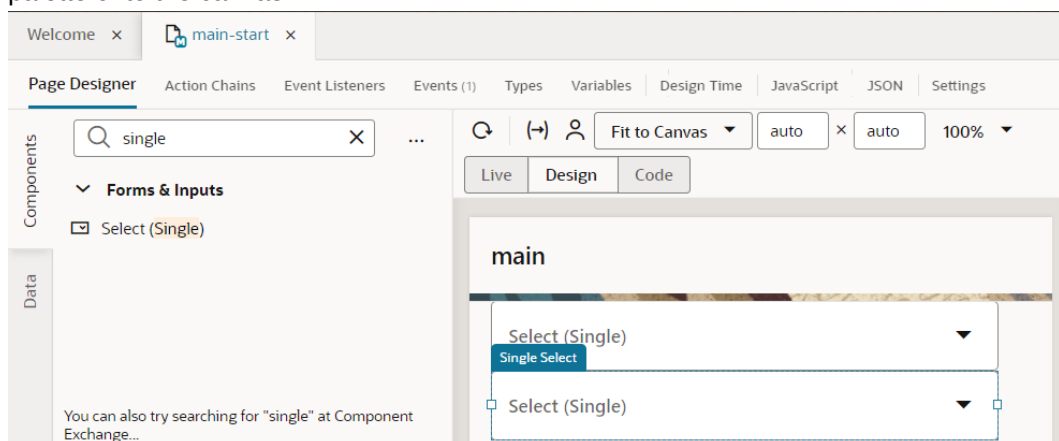 Welcome
main-start
Page Designer Action Chains Event Listeners Events (1) Types Variables Design Time JavaScript JSON Settings
Components
Data
single
Forms & Inputs
Select (Single)
You can also try searching for "single" at Component
Exchange...
Fit to Canvas auto × auto 100%
Live Design Code
main
Select (Single)
Single Select
Select (Single)